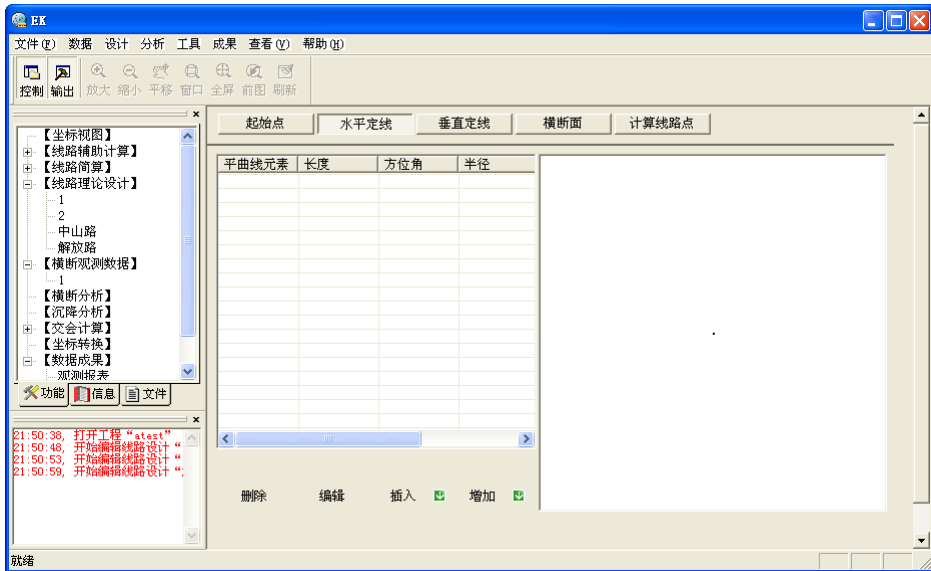 EK
文件(F) 数据 设计 分析 工具 成果 查看(V) 帮助(H)
控制 输出 放大 缩小 平移 窗口 全屏 前图 刷新
【坐标视图】
【线路辅助计算】
【线路简算】
【线路理论设计】
1
2
中山路
解放路
【横断观测数据】
1
【横断分析】
【沉降分析】
【交会计算】
【坐标转换】
【数据成果】
观测报表
功能 信息 文件
21:50:38, 打开工程“atest”
21:50:48, 开始编辑线路设计“
21:50:53, 开始编辑线路设计“
21:50:59, 开始编辑线路设计“
起始点 水平定线 垂直定线 横断面 计算线路点
平曲线元素 长度 方位角 半径
删除 编辑 插入 增加
就绪